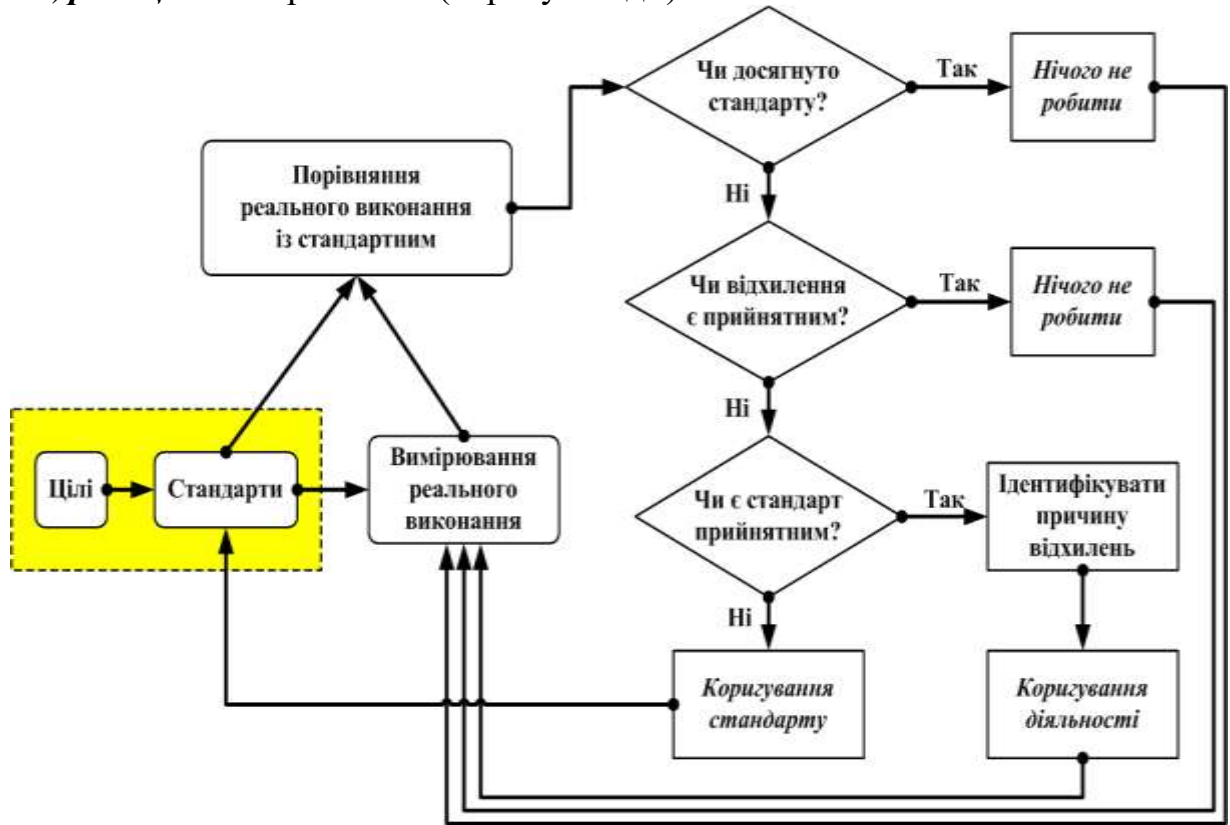 Чи досягнуто
стандарту?
Так
Нічого не
робити
Порівняння
реального виконання
із стандартним
Ні
Чи відхилення
є прийнятним?
Так
Нічого не
робити
Ні
Цілі
Стандарти
Вимірювання
реального
виконання
Чи є стандарт
прийнятним?
Так
Ідентифікувати
причину
відхилень
Ні
Коригування
стандарту
Коригування
діяльності